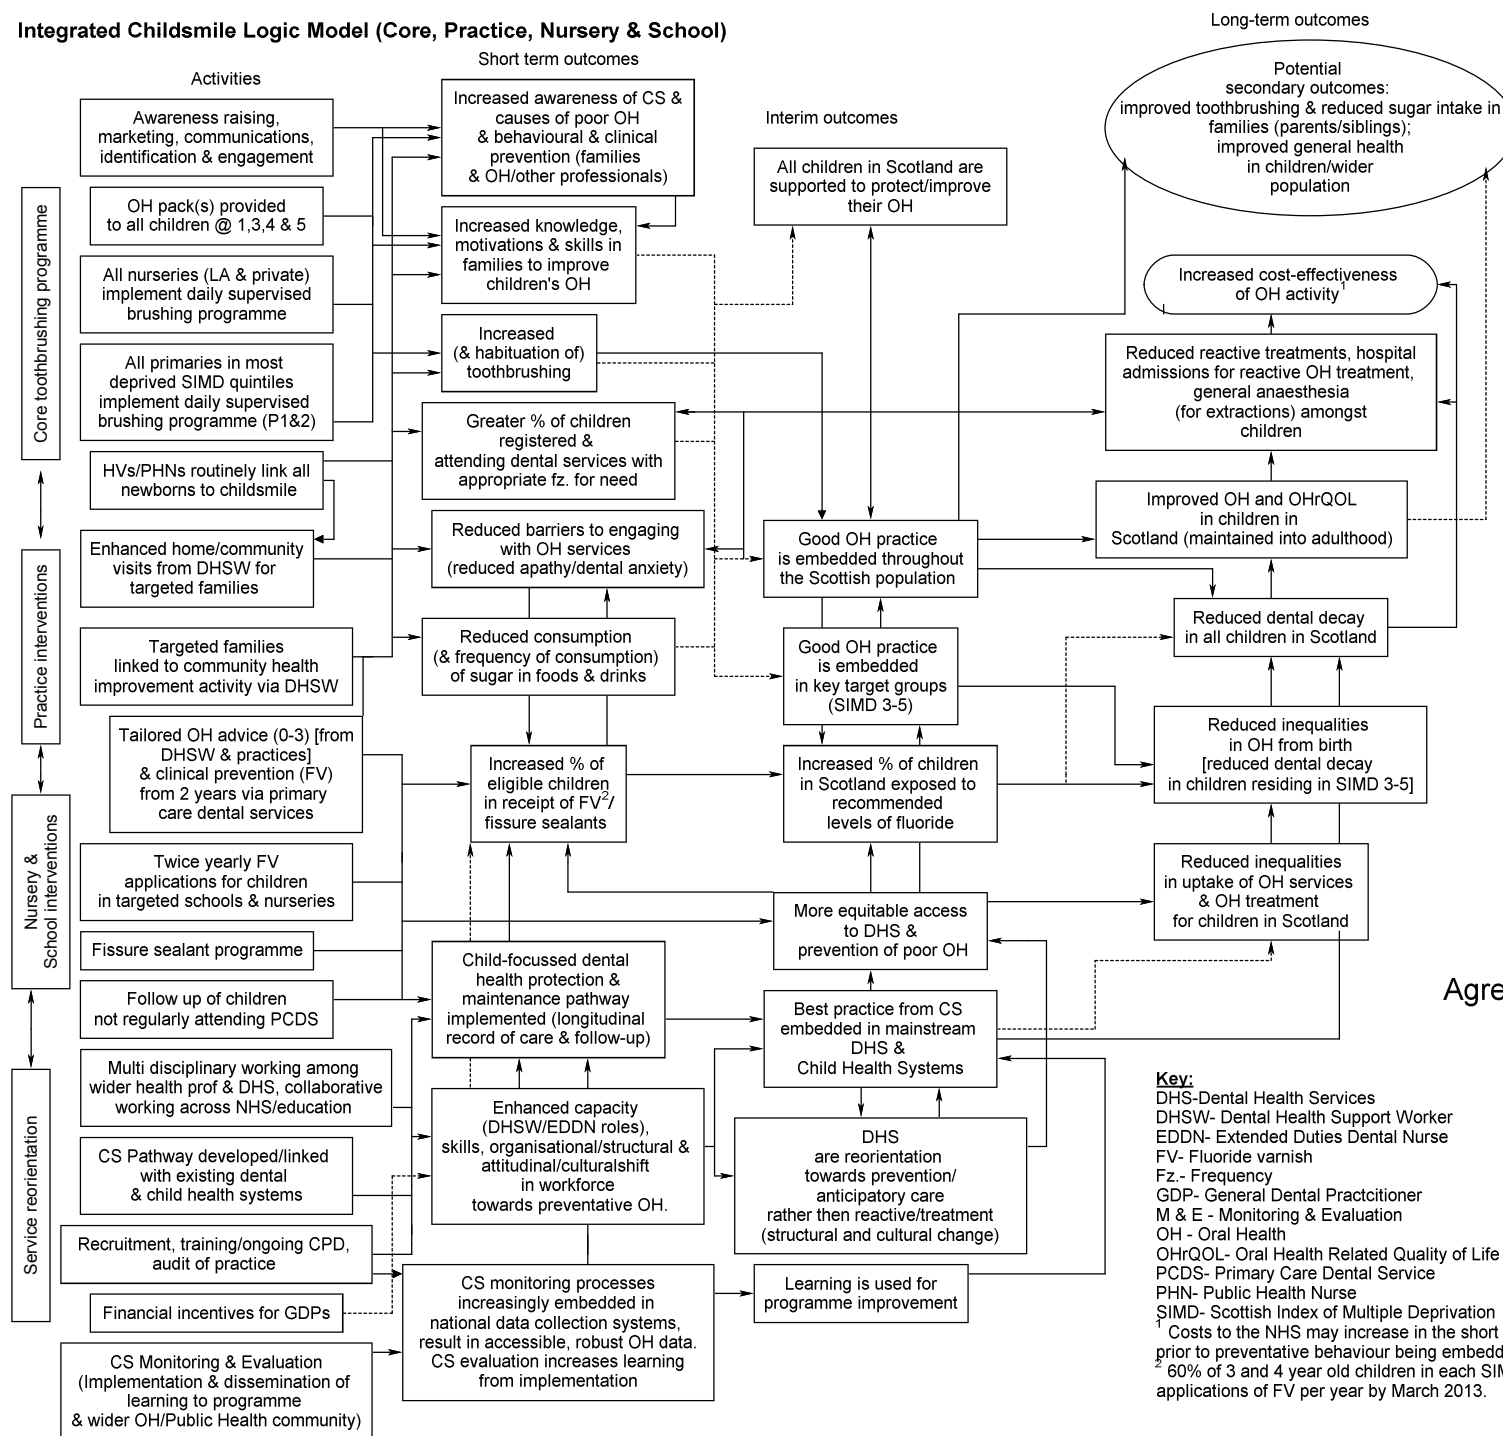 Integrated Childsmile Logic Model (Core, Practice, Nursery & School)
Activities
Short term outcomes
Interim outcomes
Long-term outcomes
Core toothbrushing programme
Practice interventions
Nursery &
School interventions
Service reorientation
Awareness raising,
marketing, communications,
identification & engagement
OH pack(s) provided
to all children @ 1,3,4 & 5
All nurseries (LA & private)
implement daily supervised
brushing programme
All primaries in most
deprived SIMD quintiles
implement daily supervised
brushing programme (P1&2)
HVs/PHNs routinely link all
newborns to childsmile
Enhanced home/community
visits from DHSW for
targeted families
Targeted families
linked to community health
improvement activity via DHSW
Tailored OH advice (0-3) [from
DHSW & practices]
& clinical prevention (FV)
from 2 years via primary
care dental services
Twice yearly FV
applications for children
in targeted schools & nurseries
Fissure sealant programme
Follow up of children
not regularly attending PCDS
Multi disciplinary working among
wider health prof & DHS, collaborative
working across NHS/education
CS Pathway developed/linked
with existing dental
& child health systems
Recruitment, training/ongoing CPD,
audit of practice
Financial incentives for GDPs
CS Monitoring & Evaluation
(Implementation & dissemination of
learning to programme
& wider OH/Public Health community)
Increased awareness of CS &
causes of poor OH
& behavioural & clinical
prevention (families
& OH/other professionals)
Increased knowledge,
motivations & skills in
families to improve
children's OH
Increased
(& habituation of)
toothbrushing
Greater % of children
registered &
attending dental services with
appropriate fz. for need
Reduced barriers to engaging
with OH services
(reduced apathy/dental anxiety)
Reduced consumption
(& frequency of consumption)
of sugar in foods & drinks
Increased % of
eligible children
in receipt of FV2/
fissure sealants
Child-focussed dental
health protection &
maintenance pathway
implemented (longitudinal
record of care & follow-up)
Enhanced capacity
(DHSW/EDDN roles),
skills, organisational/structural &
attitudinal/culturalshift
in workforce
towards preventative OH.
CS monitoring processes
increasingly embedded in
national data collection systems,
result in accessible, robust OH data.
CS evaluation increases learning
from implementation
All children in Scotland are
supported to protect/improve
their OH
Good OH practice
is embedded throughout
the Scottish population
Good OH practice
is embedded
in key target groups
(SIMD 3-5)
Increased % of children
in Scotland exposed to
recommended
levels of fluoride
More equitable access
to DHS &
prevention of poor OH
Best practice from CS
embedded in mainstream
DHS &
Child Health Systems
DHS
are reorientation
towards prevention/
anticipatory care
rather then reactive/treatment
(structural and cultural change)
Learning is used for
programme improvement
Potential
secondary outcomes:
improved toothbrushing & reduced sugar intake in
families (parents/siblings);
improved general health
in children/wider
population
Increased cost-effectiveness
of OH activity1
Reduced reactive treatments, hospital
admissions for reactive OH treatment,
general anaesthesia
(for extractions) amongst
children
Improved OH and OHrQOL
in children in
Scotland (maintained into adulthood)
Reduced dental decay
in all children in Scotland
Reduced inequalities
in OH from birth
[reduced dental decay
in children residing in SIMD 3-5]
Reduced inequalities
in uptake of OH services
& OH treatment
for children in Scotland
Agre
Key:
DHS-Dental Health Services
DHSW- Dental Health Support Worker
EDDN- Extended Duties Dental Nurse
FV- Fluoride varnish
Fz.- Frequency
GDP- General Dental Practcitioner
M & E - Monitoring & Evaluation
OH - Oral Health
OHrQOL- Oral Health Related Quality of Life
PCDS- Primary Care Dental Service
PHN- Public Health Nurse
SIMD- Scottish Index of Multiple Deprivation
1 Costs to the NHS may increase in the short
prior to preventative behaviour being embedd
2 60% of 3 and 4 year old children in each SIM
applications of FV per year by March 2013.